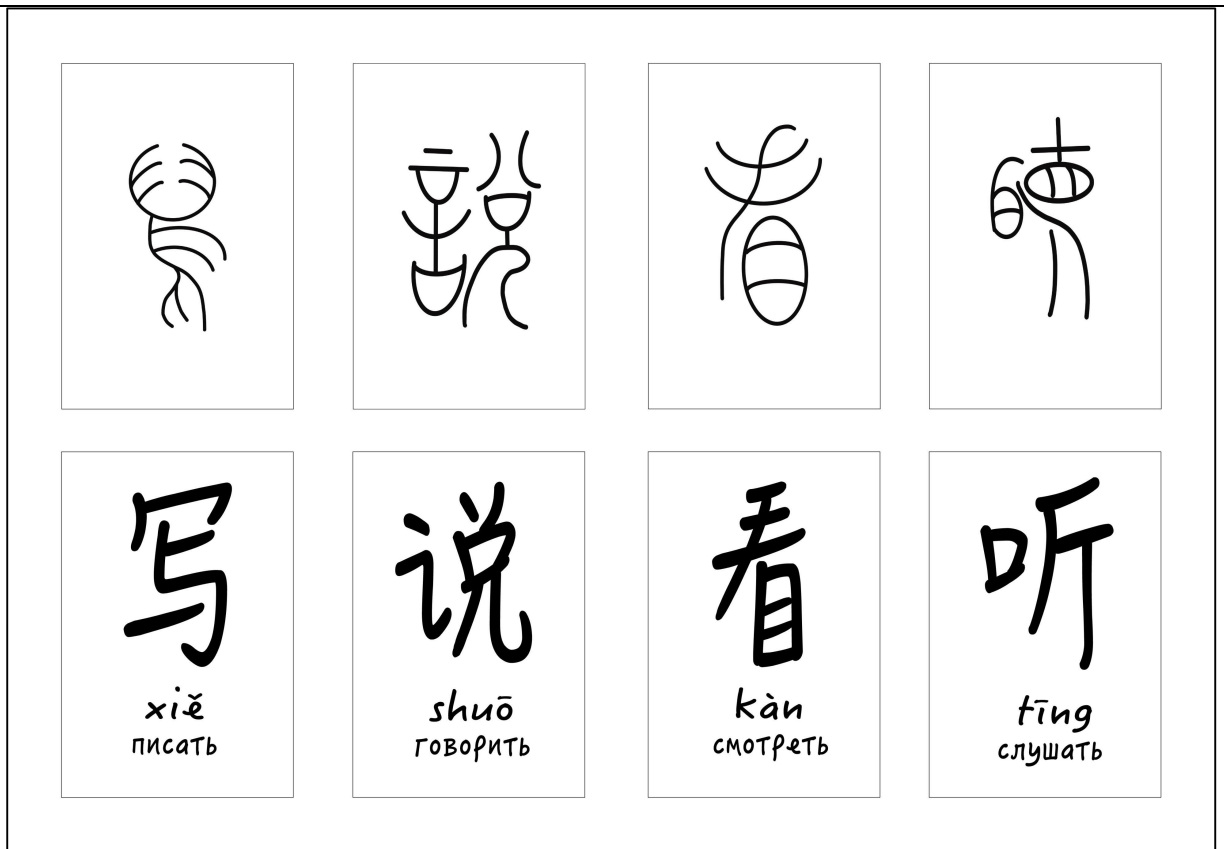 写
xiě
писать
说
shuō
говорить
看
kàn
смотреть
听
tīng
слушать